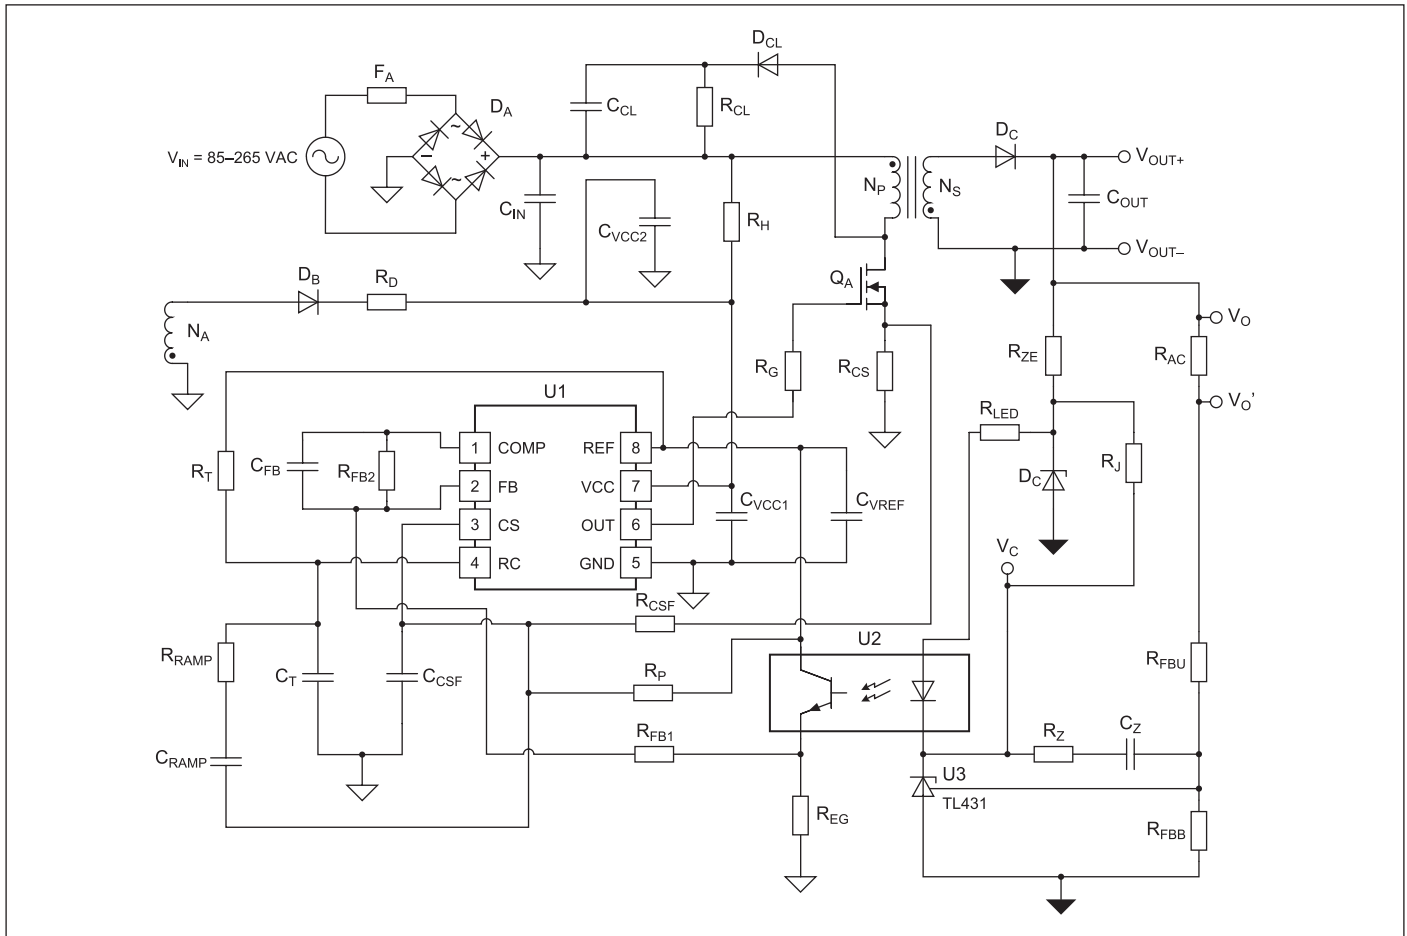 F_A
V_IN = 85–265 VAC
D_A
~
–
+
~
C_CL
R_CL
D_CL
C_IN
C_VCC2
R_H
N_P
N_S
D_C
V_OUT+
C_OUT
V_OUT–
D_B
R_D
N_A
Q_A
R_G
R_CS
R_ZE
R_AC
V_O
V_O'
R_LED
D_C
R_J
V_C
U1
1 COMP
2 FB
3 CS
4 RC
REF 8
VCC 7
OUT 6
GND 5
R_T
C_FB
R_FB2
C_VCC1
C_VREF
R_RAMP
C_RAMP
C_T
C_CSF
R_CSF
R_P
R_FB1
U2
R_EG
R_Z
C_Z
U3
TL431
R_FBU
R_FBB